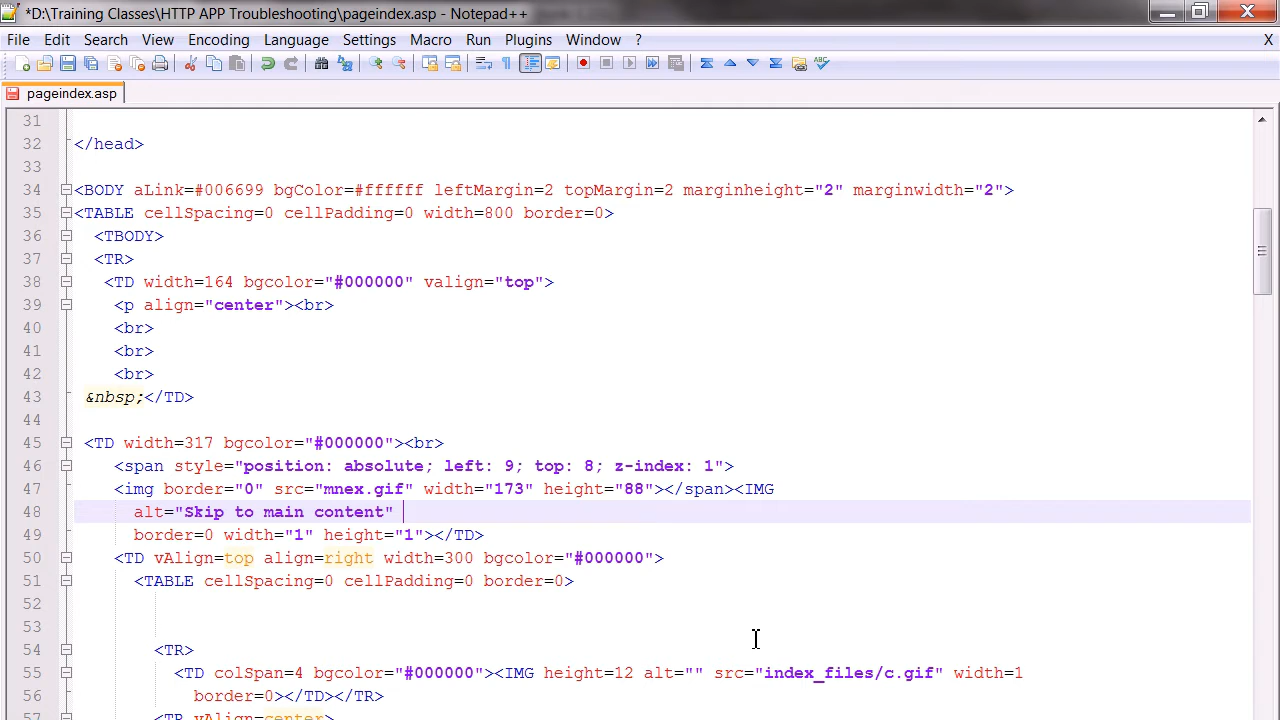 *D:\Training Classes\HTTP APP Troubleshooting\pageindex.asp - Notepad++
File Edit Search View Encoding Language Settings Macro Run Plugins Window ? X
pageindex.asp
31
32 </head>
33
34 <BODY aLink=#006699 bgColor=#ffffff leftMargin=2 topMargin=2 marginheight="2" marginwidth="2">
35 <TABLE cellSpacing=0 cellPadding=0 width=800 border=0>
36 <TBODY>
37 <TR>
38 <TD width=164 bgcolor="#000000" valign="top">
39 <p align="center"><br>
40 <br>
41 <br>
42 <br>
43 &nbsp;</TD>
44
45 <TD width=317 bgcolor="#000000"><br>
46 <span style="position: absolute; left: 9; top: 8; z-index: 1">
47 <img border="0" src="mnex.gif" width="173" height="88"></span><IMG
48 alt="Skip to main content"
49 border=0 width="1" height="1"></TD>
50 <TD vAlign=top align=right width=300 bgcolor="#000000">
51 <TABLE cellSpacing=0 cellPadding=0 border=0>
52
53
54 <TR>
55 <TD colSpan=4 bgcolor="#000000"><IMG height=12 alt="" src="index_files/c.gif" width=1
56 border=0></TD></TR>
57 <TR vAlign=center>